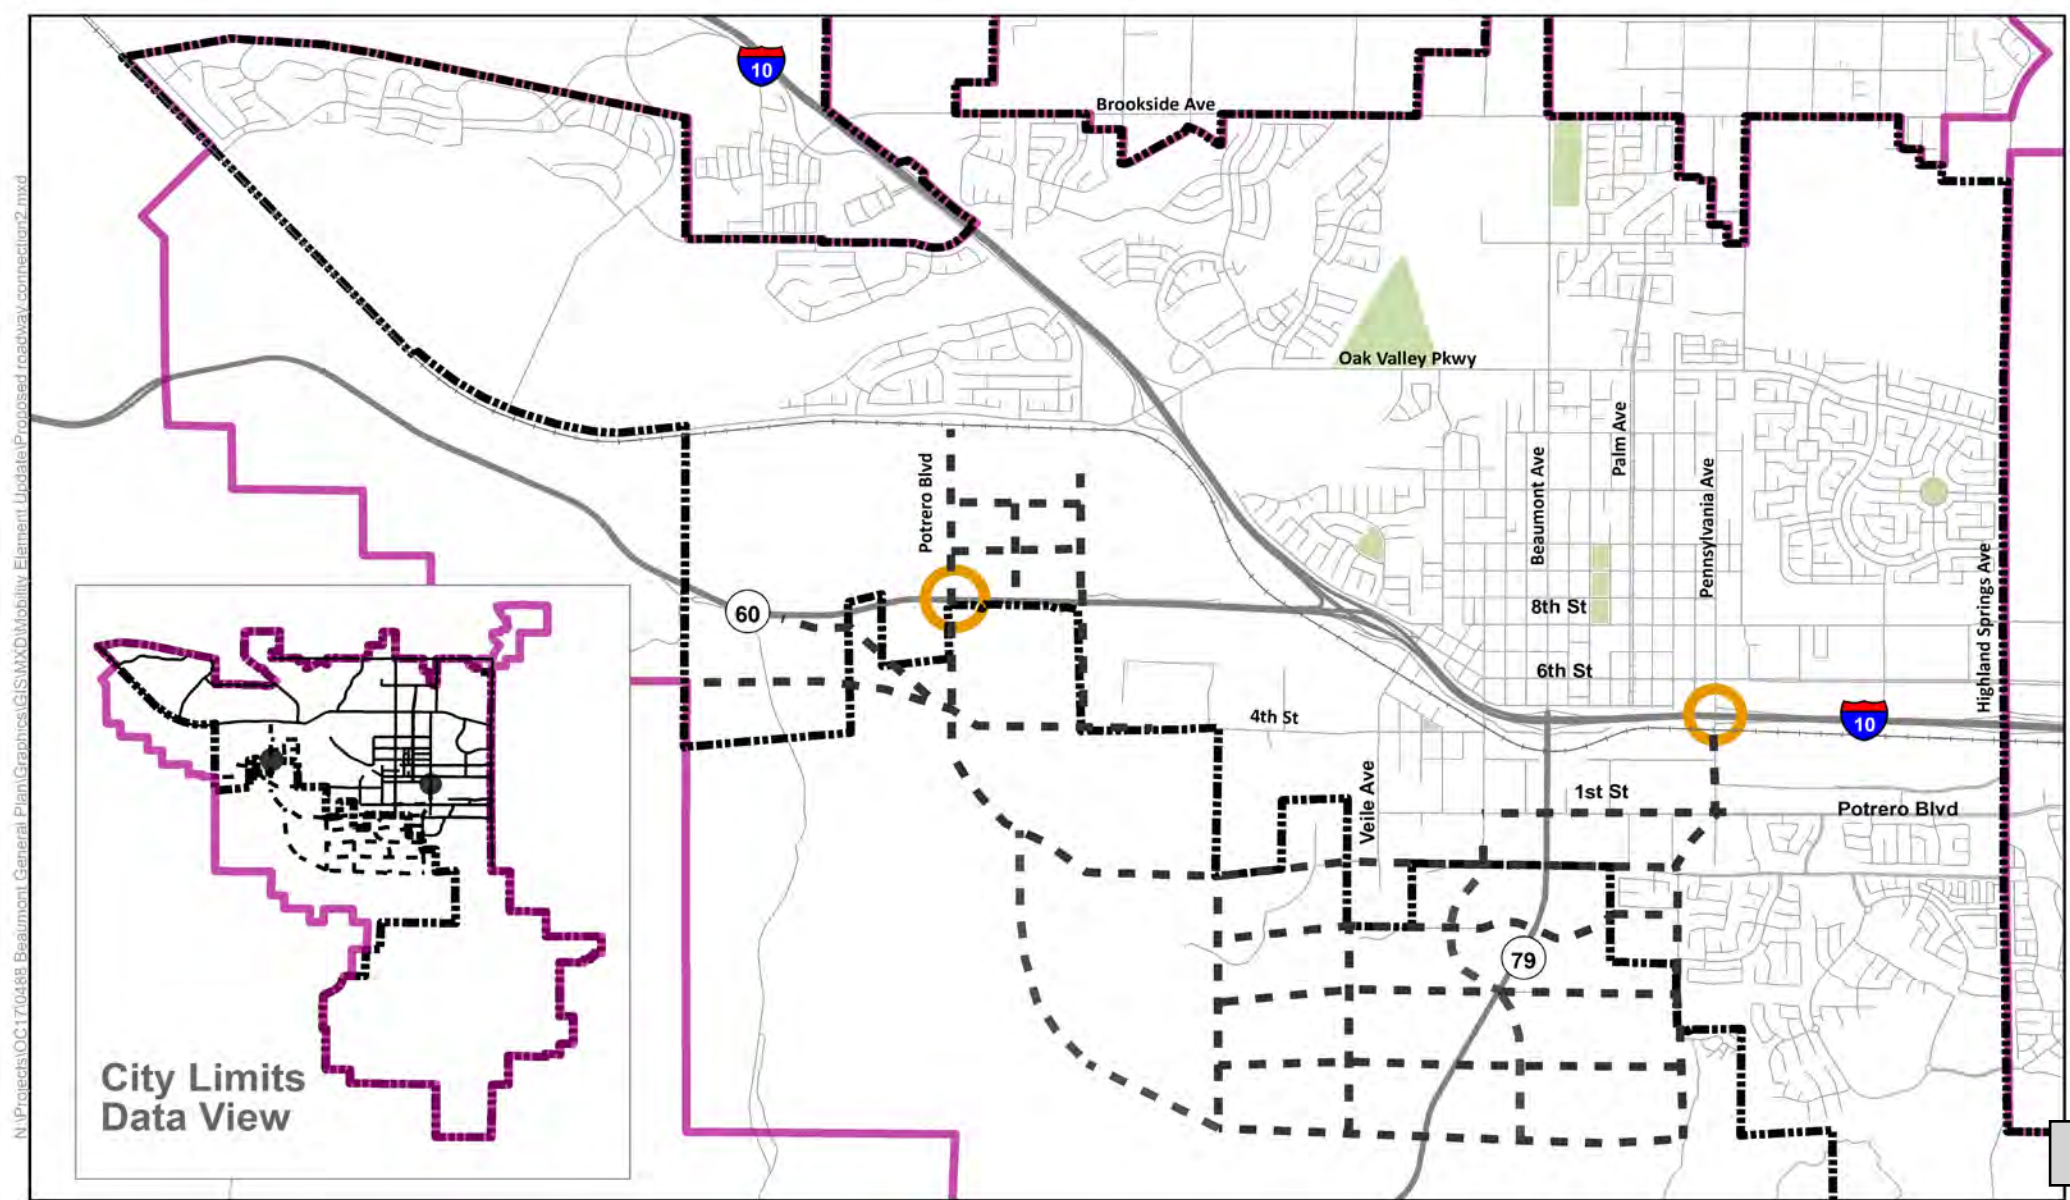 10
Brookside Ave
Oak Valley Pkwy
Potrero Blvd
Beaumont Ave
Palm Ave
Pennsylvania Ave
Highland Springs Ave
60
8th St
6th St
4th St
10
Veile Ave
1st St
Potrero Blvd
79
City Limits
Data View
N:\Projects\OC17\0488 Beaumont General Plan\Graphics\GIS\MXD\Mobility Element Update\Proposed roadway connection2.mxd